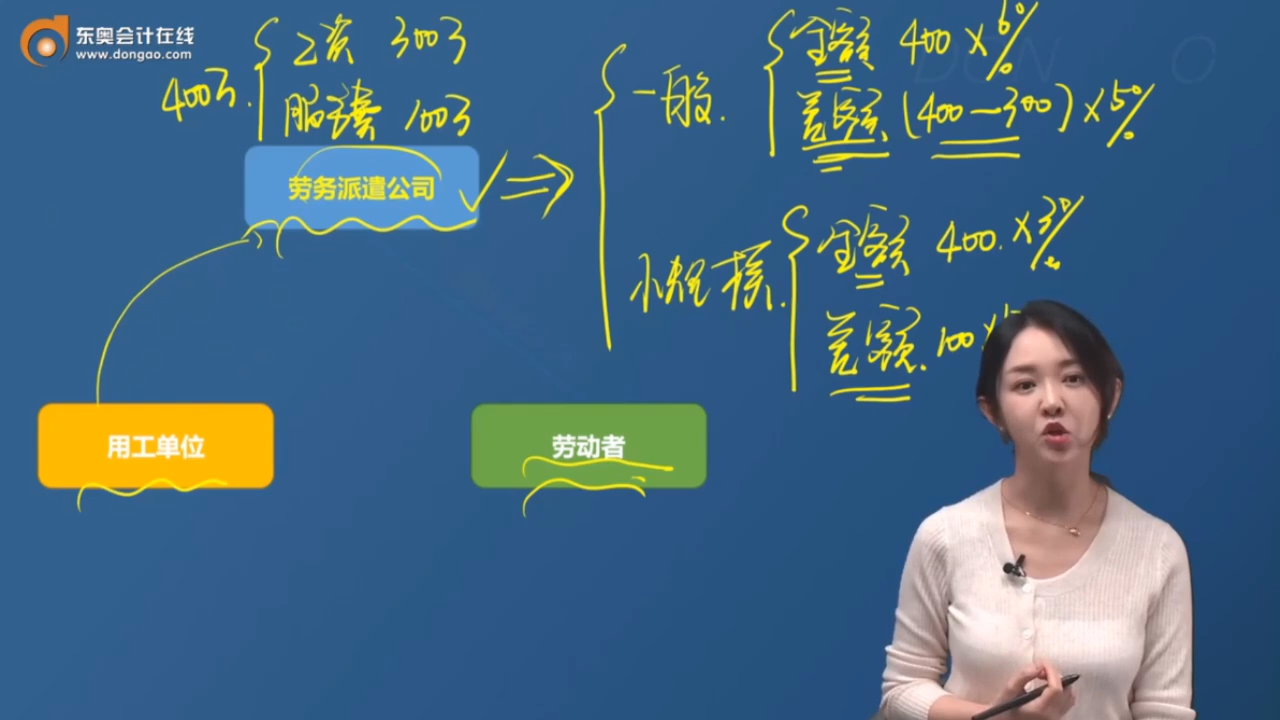 东奥会计在线
www.dongao.com
400万
工资 300万
服务费 100万
劳务派遣公司
用工单位
劳动者
一般
全额 400×6%
差额 (400-300)×5%
小规模
全额 400×3%
差额 100×